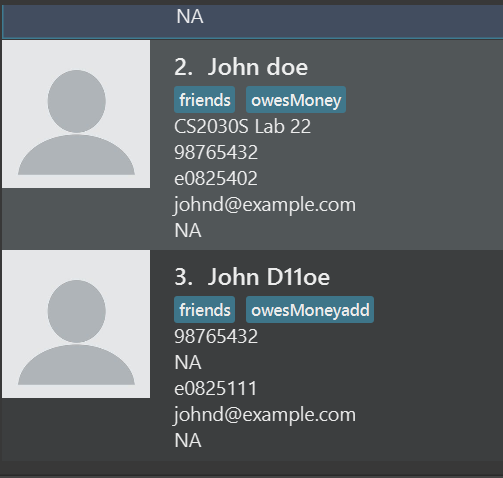 NA
2. John doe
friends owesMoney
CS2030S Lab 22
98765432
e0825402
johnd@example.com
NA
3. John D11oe
friends owesMoneyadd
98765432
NA
e0825111
johnd@example.com
NA